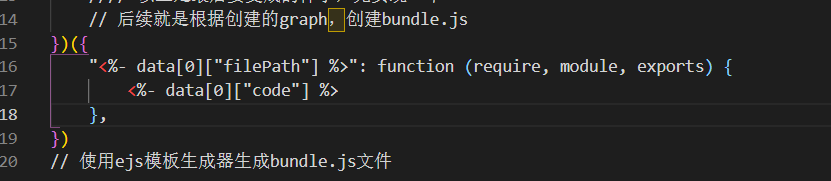 14 // 后续就是根据创建的graph，创建bundle.js
15 })({
16 "<%- data[0]["filePath"] %>": function (require, module, exports) {
17 <%- data[0]["code"] %>
18 },
19 })
20 // 使用ejs模板生成器生成bundle.js文件